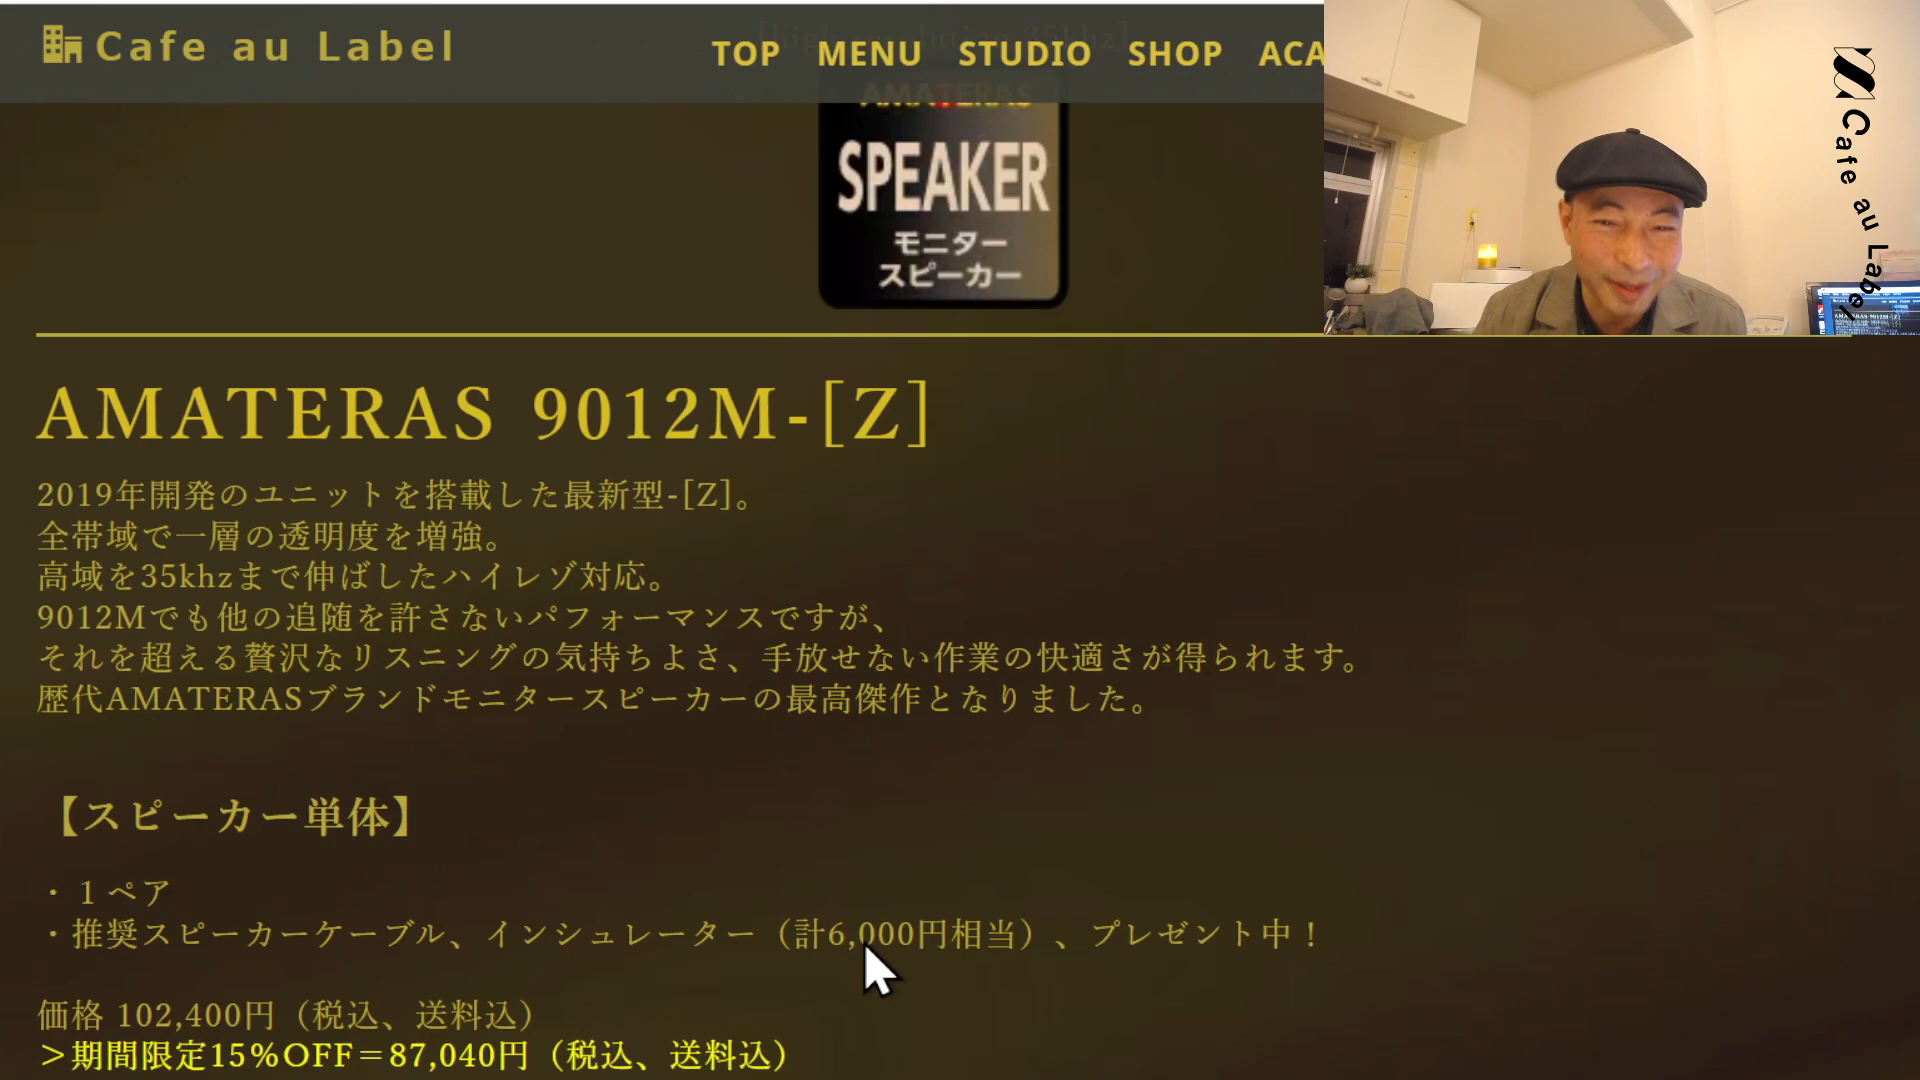 Cafe au Label
TOP MENU STUDIO SHOP ACA
AMATERAS
SPEAKER
モニター
スピーカー
Cafe au Label
AMATERAS 9012M-[Z]
2019年開発のユニットを搭載した最新型-[Z]。
全帯域で一層の透明度を増強。
高域を35khzまで伸ばしたハイレゾ対応。
9012Mでも他の追随を許さないパフォーマンスですが、
それを超える贅沢なリスニングの気持ちよさ、手放せない作業の快適さが得られます。
歴代AMATERASブランドモニタースピーカーの最高傑作となりました。
【スピーカー単体】
・１ペア
・推奨スピーカーケーブル、インシュレーター（計6,000円相当）、プレゼント中！
価格 102,400円（税込、送料込）
＞期間限定15%OFF＝87,040円（税込、送料込）